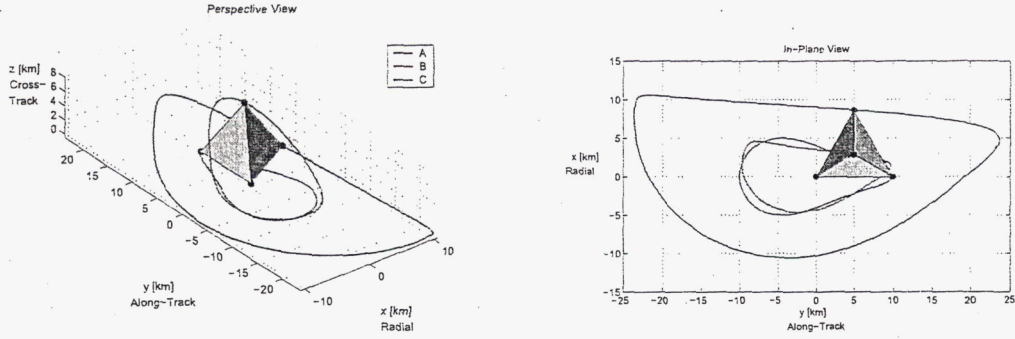 Perspective View
A
B
C
z [km]
Cross-
Track
8
6
4
2
0
20
15
10
5
0
-5
-10
-15
-20
y [km]
Along-Track
-10
0
10
x [km]
Radial
In-Plane View
15
10
5
0
-5
-10
-15
x [km]
Radial
-25 -20 -15 -10 -5 0 5 10 15 20 25
y [km]
Along-Track